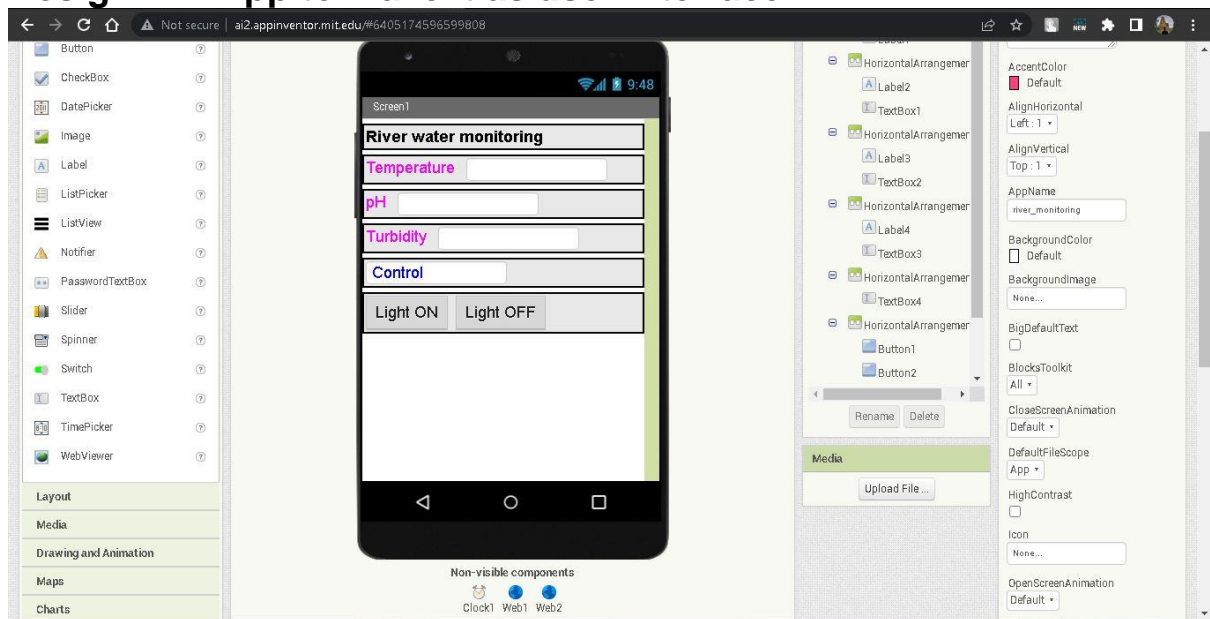 Not secure | ai2.appinventor.mit.edu/#6405174596599808
NEW
Button
CheckBox
DatePicker
Image
Label
ListPicker
ListView
Notifier
PasswordTextBox
Slider
Spinner
Switch
TextBox
TimePicker
WebViewer
Layout
Media
Drawing and Animation
Maps
Charts
9:48
Screen1
River water monitoring
Temperature
pH
Turbidity
Control
Light ON Light OFF
Non-visible components
Clock1 Web1 Web2
HorizontalArrangemer
Label2
TextBox1
HorizontalArrangemer
Label3
TextBox2
HorizontalArrangemer
Label4
TextBox3
HorizontalArrangemer
TextBox4
HorizontalArrangemer
Button1
Button2
Rename Delete
Media
Upload File ...
AccentColor
Default
AlignHorizontal
Left : 1
AlignVertical
Top : 1
AppName
river_monitoring
BackgroundColor
Default
BackgroundImage
None...
BigDefaultText
BlocksToolkit
All
CloseScreenAnimation
Default
DefaultFileScope
App
HighContrast
Icon
None...
OpenScreenAnimation
Default